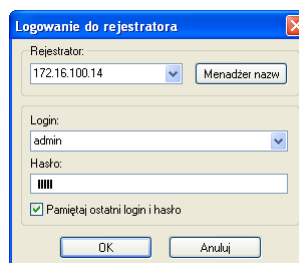 Logowanie do rejestratora
Rejestrator:
172.16.100.14
Menadżer nazw
Login:
admin
Hasło:
Pamiętaj ostatni login i hasło
OK
Anuluj